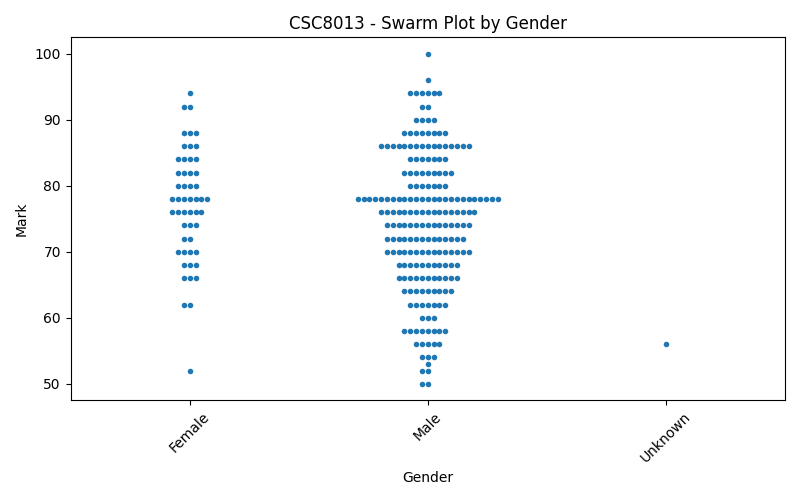 CSC8013 - Swarm Plot by Gender
100
90
80
70
60
50
Mark
Female
Male
Unknown
Gender